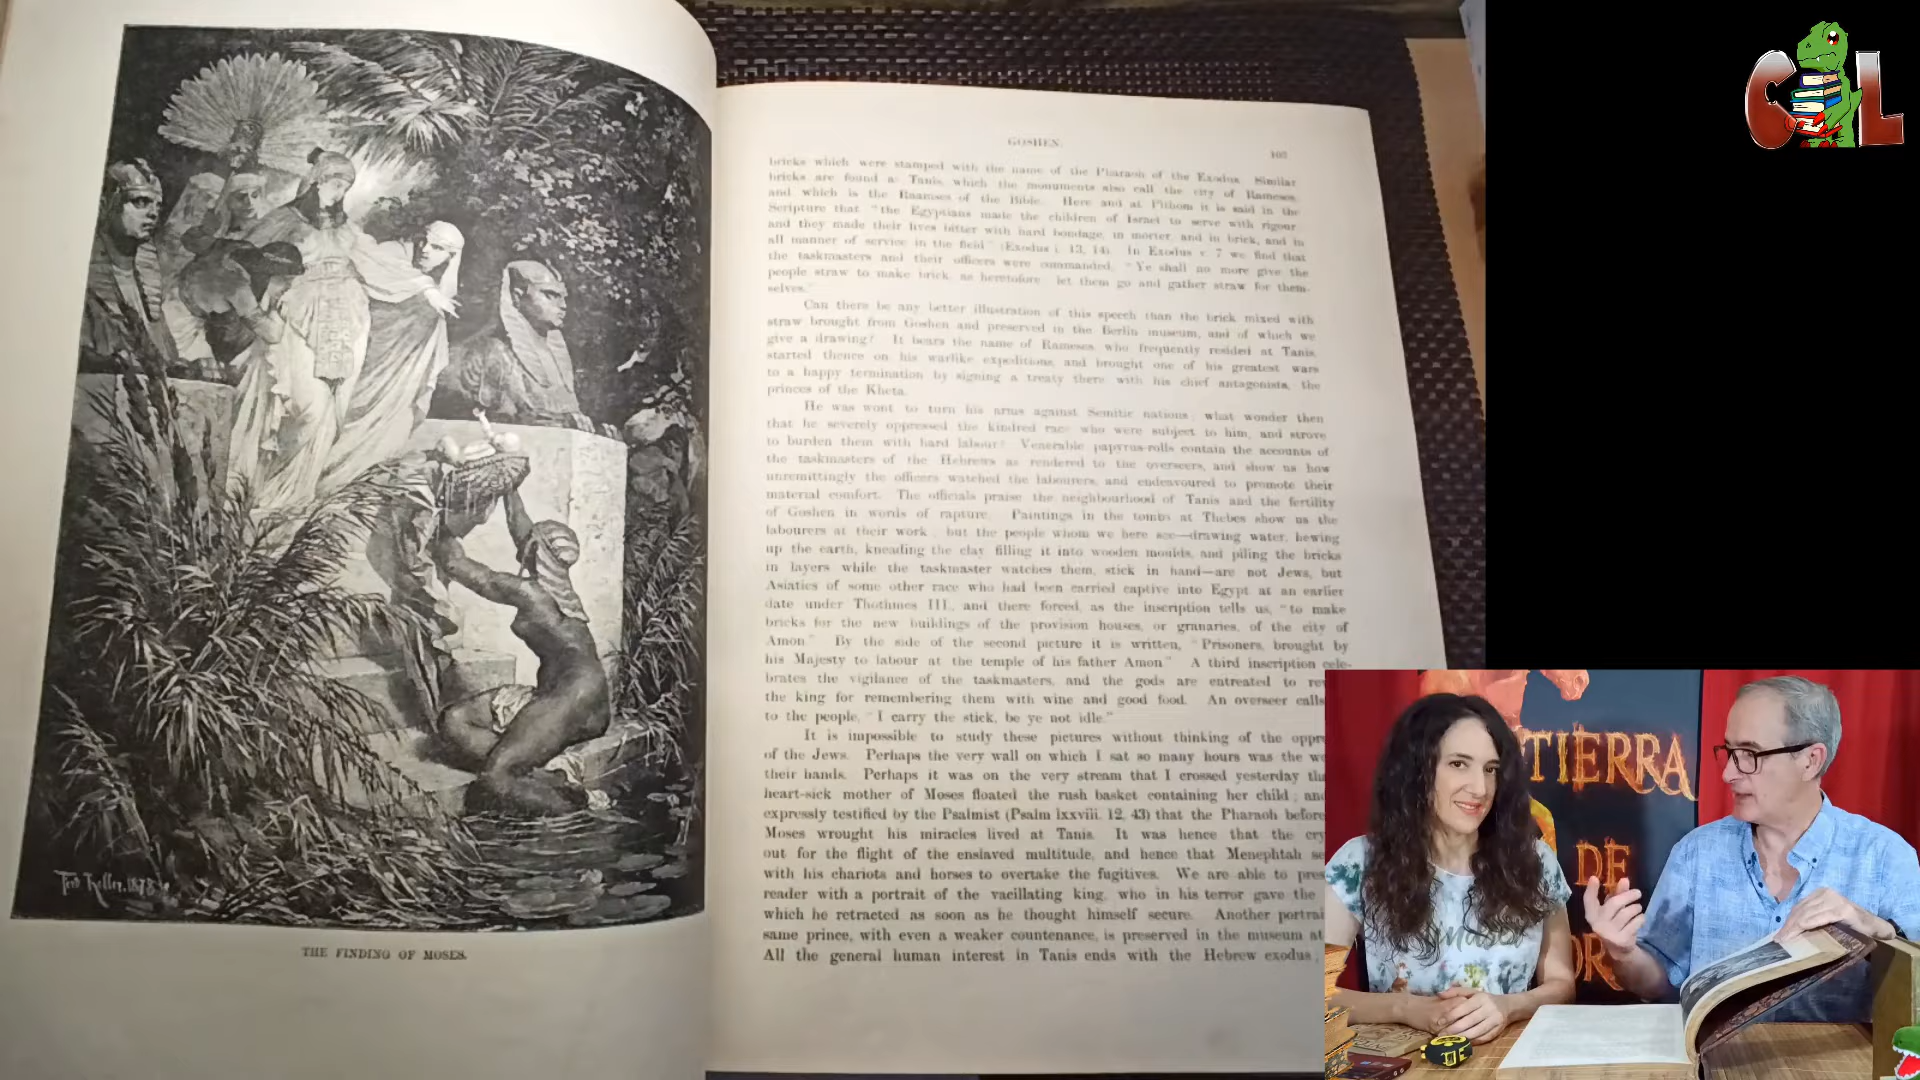 Ferd Keller. 1878
THE FINDING OF MOSES.
GOSHEN.
bricks which were stamped with the name of the Pharaoh of the Exodus. Similar
bricks are found at Tanis, which the monuments also call the city of Rameses,
and which is the Raamses of the Bible. Here and at Pithom it is said in the
Scripture that "the Egyptians made the children of Israel to serve with rigour
and they made their lives bitter with hard bondage, in morter, and in brick, and in
all manner of service in the field" (Exodus i. 13, 14). In Exodus v. 7 we find that
the taskmasters and their officers were commanded, "Ye shall no more give the
people straw to make brick, as heretofore let them go and gather straw for them-
selves."
Can there be any better illustration of this speech than the brick mixed with
straw brought from Goshen and preserved in the Berlin museum, and of which we
give a drawing? It bears the name of Rameses, who frequently resided at Tanis,
started thence on his warlike expeditions, and brought one of his greatest wars
to a happy termination by signing a treaty there with his chief antagonists, the
princes of the Kheta.
He was wont to turn his arms against Semitic nations; what wonder then
that he severely oppressed the kindred race who were subject to him, and strove
to burden them with hard labour? Venerable papyrus-rolls contain the accounts of
the taskmasters of the Hebrews as rendered to the overseers, and show us how
unremittingly the officers watched the labourers, and endeavoured to promote their
material comfort. The officials praise the neighbourhood of Tanis and the fertility
of Goshen in words of rapture. Paintings in the tombs at Thebes show us the
labourers at their work, but the people whom we here see—drawing water, hewing
up the earth, kneading the clay filling it into wooden moulds, and piling the bricks
in layers while the taskmaster watches them, stick in hand—are not Jews, but
Asiatics of some other race who had been carried captive into Egypt at an earlier
date under Thothmes III., and there forced, as the inscription tells us, "to make
bricks for the new buildings of the provision houses, or granaries, of the city of
Amon." By the side of the second picture it is written, "Prisoners, brought by
his Majesty to labour at the temple of his father Amon." A third inscription cele-
brates the vigilance of the taskmasters, and the gods are entreated to re
the king for remembering them with wine and good food. An overseer calls
to the people, "I carry the stick, be ye not idle."
It is impossible to study these pictures without thinking of the oppre
of the Jews. Perhaps the very wall on which I sat so many hours was the w
their hands. Perhaps it was on the very stream that I crossed yesterday th
heart-sick mother of Moses floated the rush basket containing her child; an
expressly testified by the Psalmist (Psalm lxxviii. 12, 43) that the Pharaoh before
Moses wrought his miracles lived at Tanis. It was hence that the cry
out for the flight of the enslaved multitude, and hence that Menephtah s
with his chariots and horses to overtake the fugitives. We are able to pres
reader with a portrait of the vacillating king, who in his terror gave the
which he retracted as soon as he thought himself secure. Another portrai
same prince, with even a weaker countenance, is preserved in the museum at
All the general human interest in Tanis ends with the Hebrew exodus;
C L
TIERRA
DE
OR